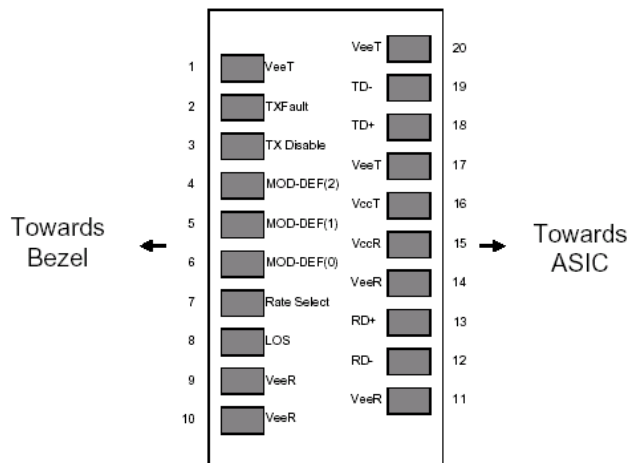 1 VeeT
2 TXFault
3 TX Disable
4 MOD-DEF(2)
5 MOD-DEF(1)
6 MOD-DEF(0)
7 Rate Select
8 LOS
9 VeeR
10 VeeR
VeeT 20
TD- 19
TD+ 18
VeeT 17
VccT 16
VccR 15
VeeR 14
RD+ 13
RD- 12
VeeR 11
Towards
Bezel
Towards
ASIC